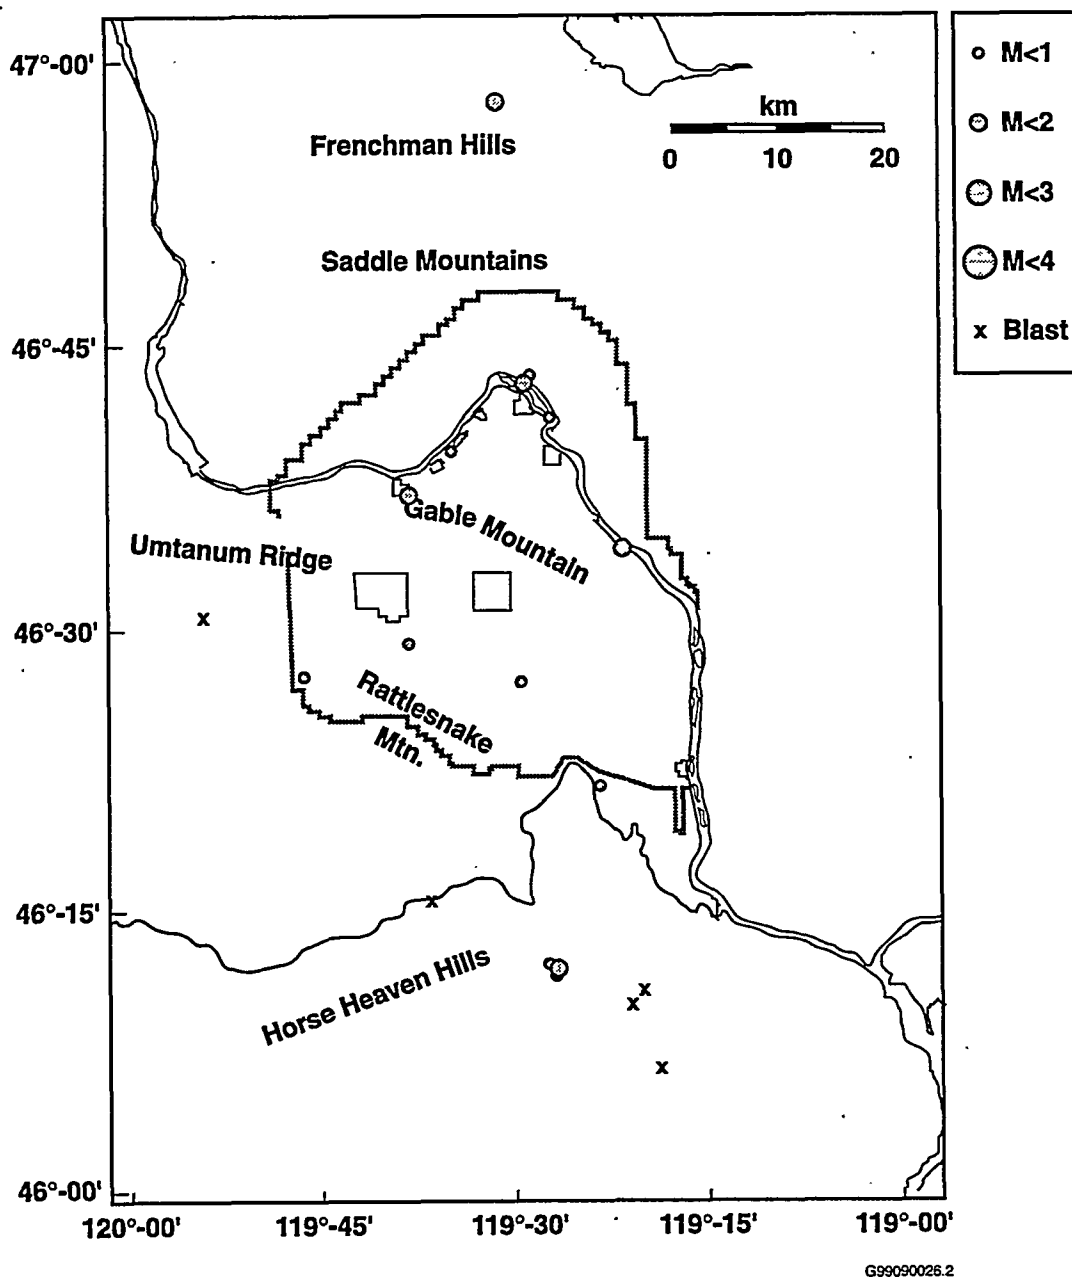 47°-00'
46°-45'
46°-30'
46°-15'
46°-00'
120°-00'
119°-45'
119°-30'
119°-15'
119°-00'
Frenchman Hills
km
0
10
20
Saddle Mountains
Gable Mountain
Umtanum Ridge
x
Rattlesnake
Mtn.
x
Horse Heaven Hills
x
x
x
M<1
M<2
M<3
M<4
x Blast
G99090026.2